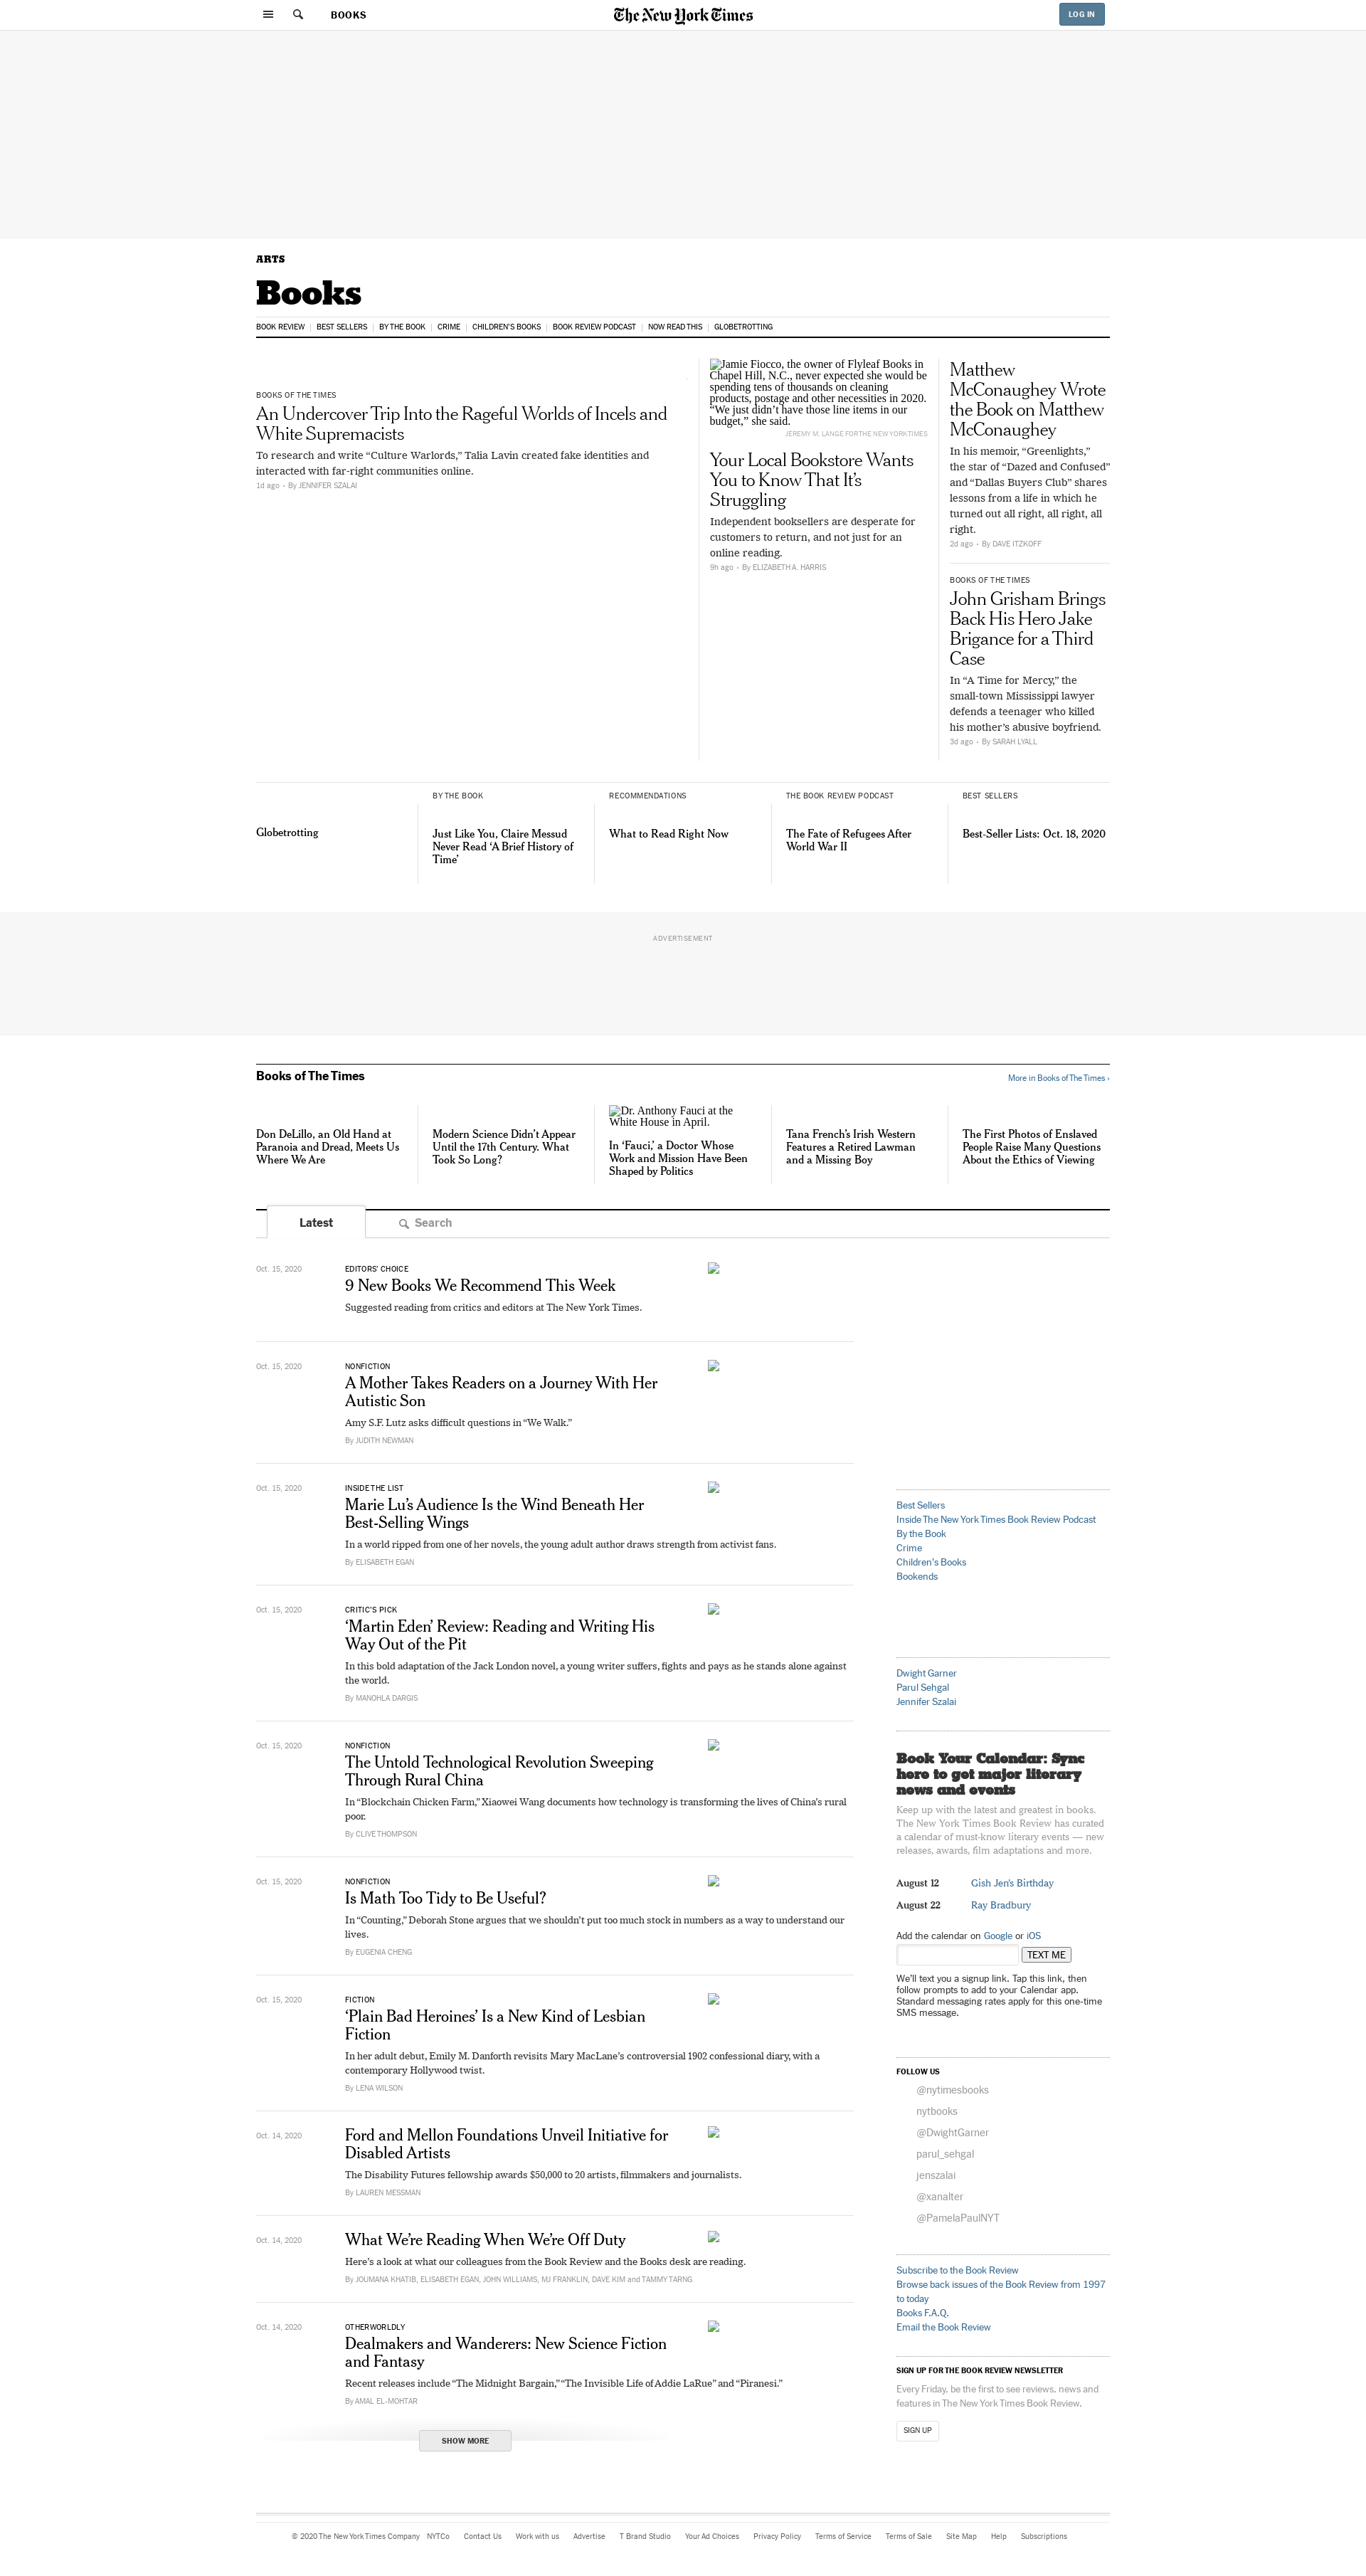 BOOKS
The New York Times
LOG IN
ARTS
Books
BOOK REVIEW
BEST SELLERS
BY THE BOOK
CRIME
CHILDREN'S BOOKS
BOOK REVIEW PODCAST
NOW READ THIS
GLOBETROTTING
BOOKS OF THE TIMES
An Undercover Trip Into the Rageful Worlds of Incels and
White Supremacists
To research and write “Culture Warlords,” Talia Lavin created fake identities and
interacted with far-right communities online.
1d ago • By JENNIFER SZALAI
Jamie Fiocco, the owner of Flyleaf Books in
Chapel Hill, N.C., never expected she would be
spending tens of thousands on cleaning
products, postage and other necessities in 2020.
“We just didn’t have those line items in our
budget,” she said.
JEREMY M. LANGE FOR THE NEW YORK TIMES
Your Local Bookstore Wants
You to Know That It’s
Struggling
Independent booksellers are desperate for
customers to return, and not just for an
online reading.
9h ago • By ELIZABETH A. HARRIS
Matthew
McConaughey Wrote
the Book on Matthew
McConaughey
In his memoir, “Greenlights,”
the star of “Dazed and Confused”
and “Dallas Buyers Club” shares
lessons from a life in which he
turned out all right, all right, all
right.
2d ago • By DAVE ITZKOFF
BOOKS OF THE TIMES
John Grisham Brings
Back His Hero Jake
Brigance for a Third
Case
In “A Time for Mercy,” the
small-town Mississippi lawyer
defends a teenager who killed
his mother’s abusive boyfriend.
3d ago • By SARAH LYALL
Globetrotting
BY THE BOOK
Just Like You, Claire Messud
Never Read ‘A Brief History of
Time’
RECOMMENDATIONS
What to Read Right Now
THE BOOK REVIEW PODCAST
The Fate of Refugees After
World War II
BEST SELLERS
Best-Seller Lists: Oct. 18, 2020
ADVERTISEMENT
Books of The Times
More in Books of The Times ›
Don DeLillo, an Old Hand at
Paranoia and Dread, Meets Us
Where We Are
Modern Science Didn’t Appear
Until the 17th Century. What
Took So Long?
Dr. Anthony Fauci at the
White House in April.
In ‘Fauci,’ a Doctor Whose
Work and Mission Have Been
Shaped by Politics
Tana French’s Irish Western
Features a Retired Lawman
and a Missing Boy
The First Photos of Enslaved
People Raise Many Questions
About the Ethics of Viewing
Latest
Search
Oct. 15, 2020
EDITORS’ CHOICE
9 New Books We Recommend This Week
Suggested reading from critics and editors at The New York Times.
Oct. 15, 2020
NONFICTION
A Mother Takes Readers on a Journey With Her
Autistic Son
Amy S.F. Lutz asks difficult questions in “We Walk.”
By JUDITH NEWMAN
Oct. 15, 2020
INSIDE THE LIST
Marie Lu’s Audience Is the Wind Beneath Her
Best-Selling Wings
In a world ripped from one of her novels, the young adult author draws strength from activist fans.
By ELISABETH EGAN
Oct. 15, 2020
CRITIC’S PICK
‘Martin Eden’ Review: Reading and Writing His
Way Out of the Pit
In this bold adaptation of the Jack London novel, a young writer suffers, fights and pays as he stands alone against
the world.
By MANOHLA DARGIS
Oct. 15, 2020
NONFICTION
The Untold Technological Revolution Sweeping
Through Rural China
In “Blockchain Chicken Farm,” Xiaowei Wang documents how technology is transforming the lives of China’s rural
poor.
By CLIVE THOMPSON
Oct. 15, 2020
NONFICTION
Is Math Too Tidy to Be Useful?
In “Counting,” Deborah Stone argues that we shouldn’t put too much stock in numbers as a way to understand our
lives.
By EUGENIA CHENG
Oct. 15, 2020
FICTION
‘Plain Bad Heroines’ Is a New Kind of Lesbian
Fiction
In her adult debut, Emily M. Danforth revisits Mary MacLane’s controversial 1902 confessional diary, with a
contemporary Hollywood twist.
By LENA WILSON
Oct. 14, 2020
Ford and Mellon Foundations Unveil Initiative for
Disabled Artists
The Disability Futures fellowship awards $50,000 to 20 artists, filmmakers and journalists.
By LAUREN MESSMAN
Oct. 14, 2020
What We’re Reading When We’re Off Duty
Here’s a look at what our colleagues from the Book Review and the Books desk are reading.
By JOUMANA KHATIB, ELISABETH EGAN, JOHN WILLIAMS, MJ FRANKLIN, DAVE KIM and TAMMY TARNG
Oct. 14, 2020
OTHERWORLDLY
Dealmakers and Wanderers: New Science Fiction
and Fantasy
Recent releases include “The Midnight Bargain,” “The Invisible Life of Addie LaRue” and “Piranesi.”
By AMAL EL-MOHTAR
SHOW MORE
Best Sellers
Inside The New York Times Book Review Podcast
By the Book
Crime
Children's Books
Bookends
Dwight Garner
Parul Sehgal
Jennifer Szalai
Book Your Calendar: Sync
here to get major literary
news and events
Keep up with the latest and greatest in books.
The New York Times Book Review has curated
a calendar of must-know literary events — new
releases, awards, film adaptations and more.
August 12
Gish Jen's Birthday
August 22
Ray Bradbury
Add the calendar on Google or iOS
TEXT ME
We'll text you a signup link. Tap this link, then
follow prompts to add to your Calendar app.
Standard messaging rates apply for this one-time
SMS message.
FOLLOW US
@nytimesbooks
nytbooks
@DwightGarner
parul_sehgal
jenszalai
@xanalter
@PamelaPaulNYT
Subscribe to the Book Review
Browse back issues of the Book Review from 1997
to today
Books F.A.Q.
Email the Book Review
SIGN UP FOR THE BOOK REVIEW NEWSLETTER
Every Friday, be the first to see reviews, news and
features in The New York Times Book Review.
SIGN UP
© 2020 The New York Times Company
NYTCo
Contact Us
Work with us
Advertise
T Brand Studio
Your Ad Choices
Privacy Policy
Terms of Service
Terms of Sale
Site Map
Help
Subscriptions